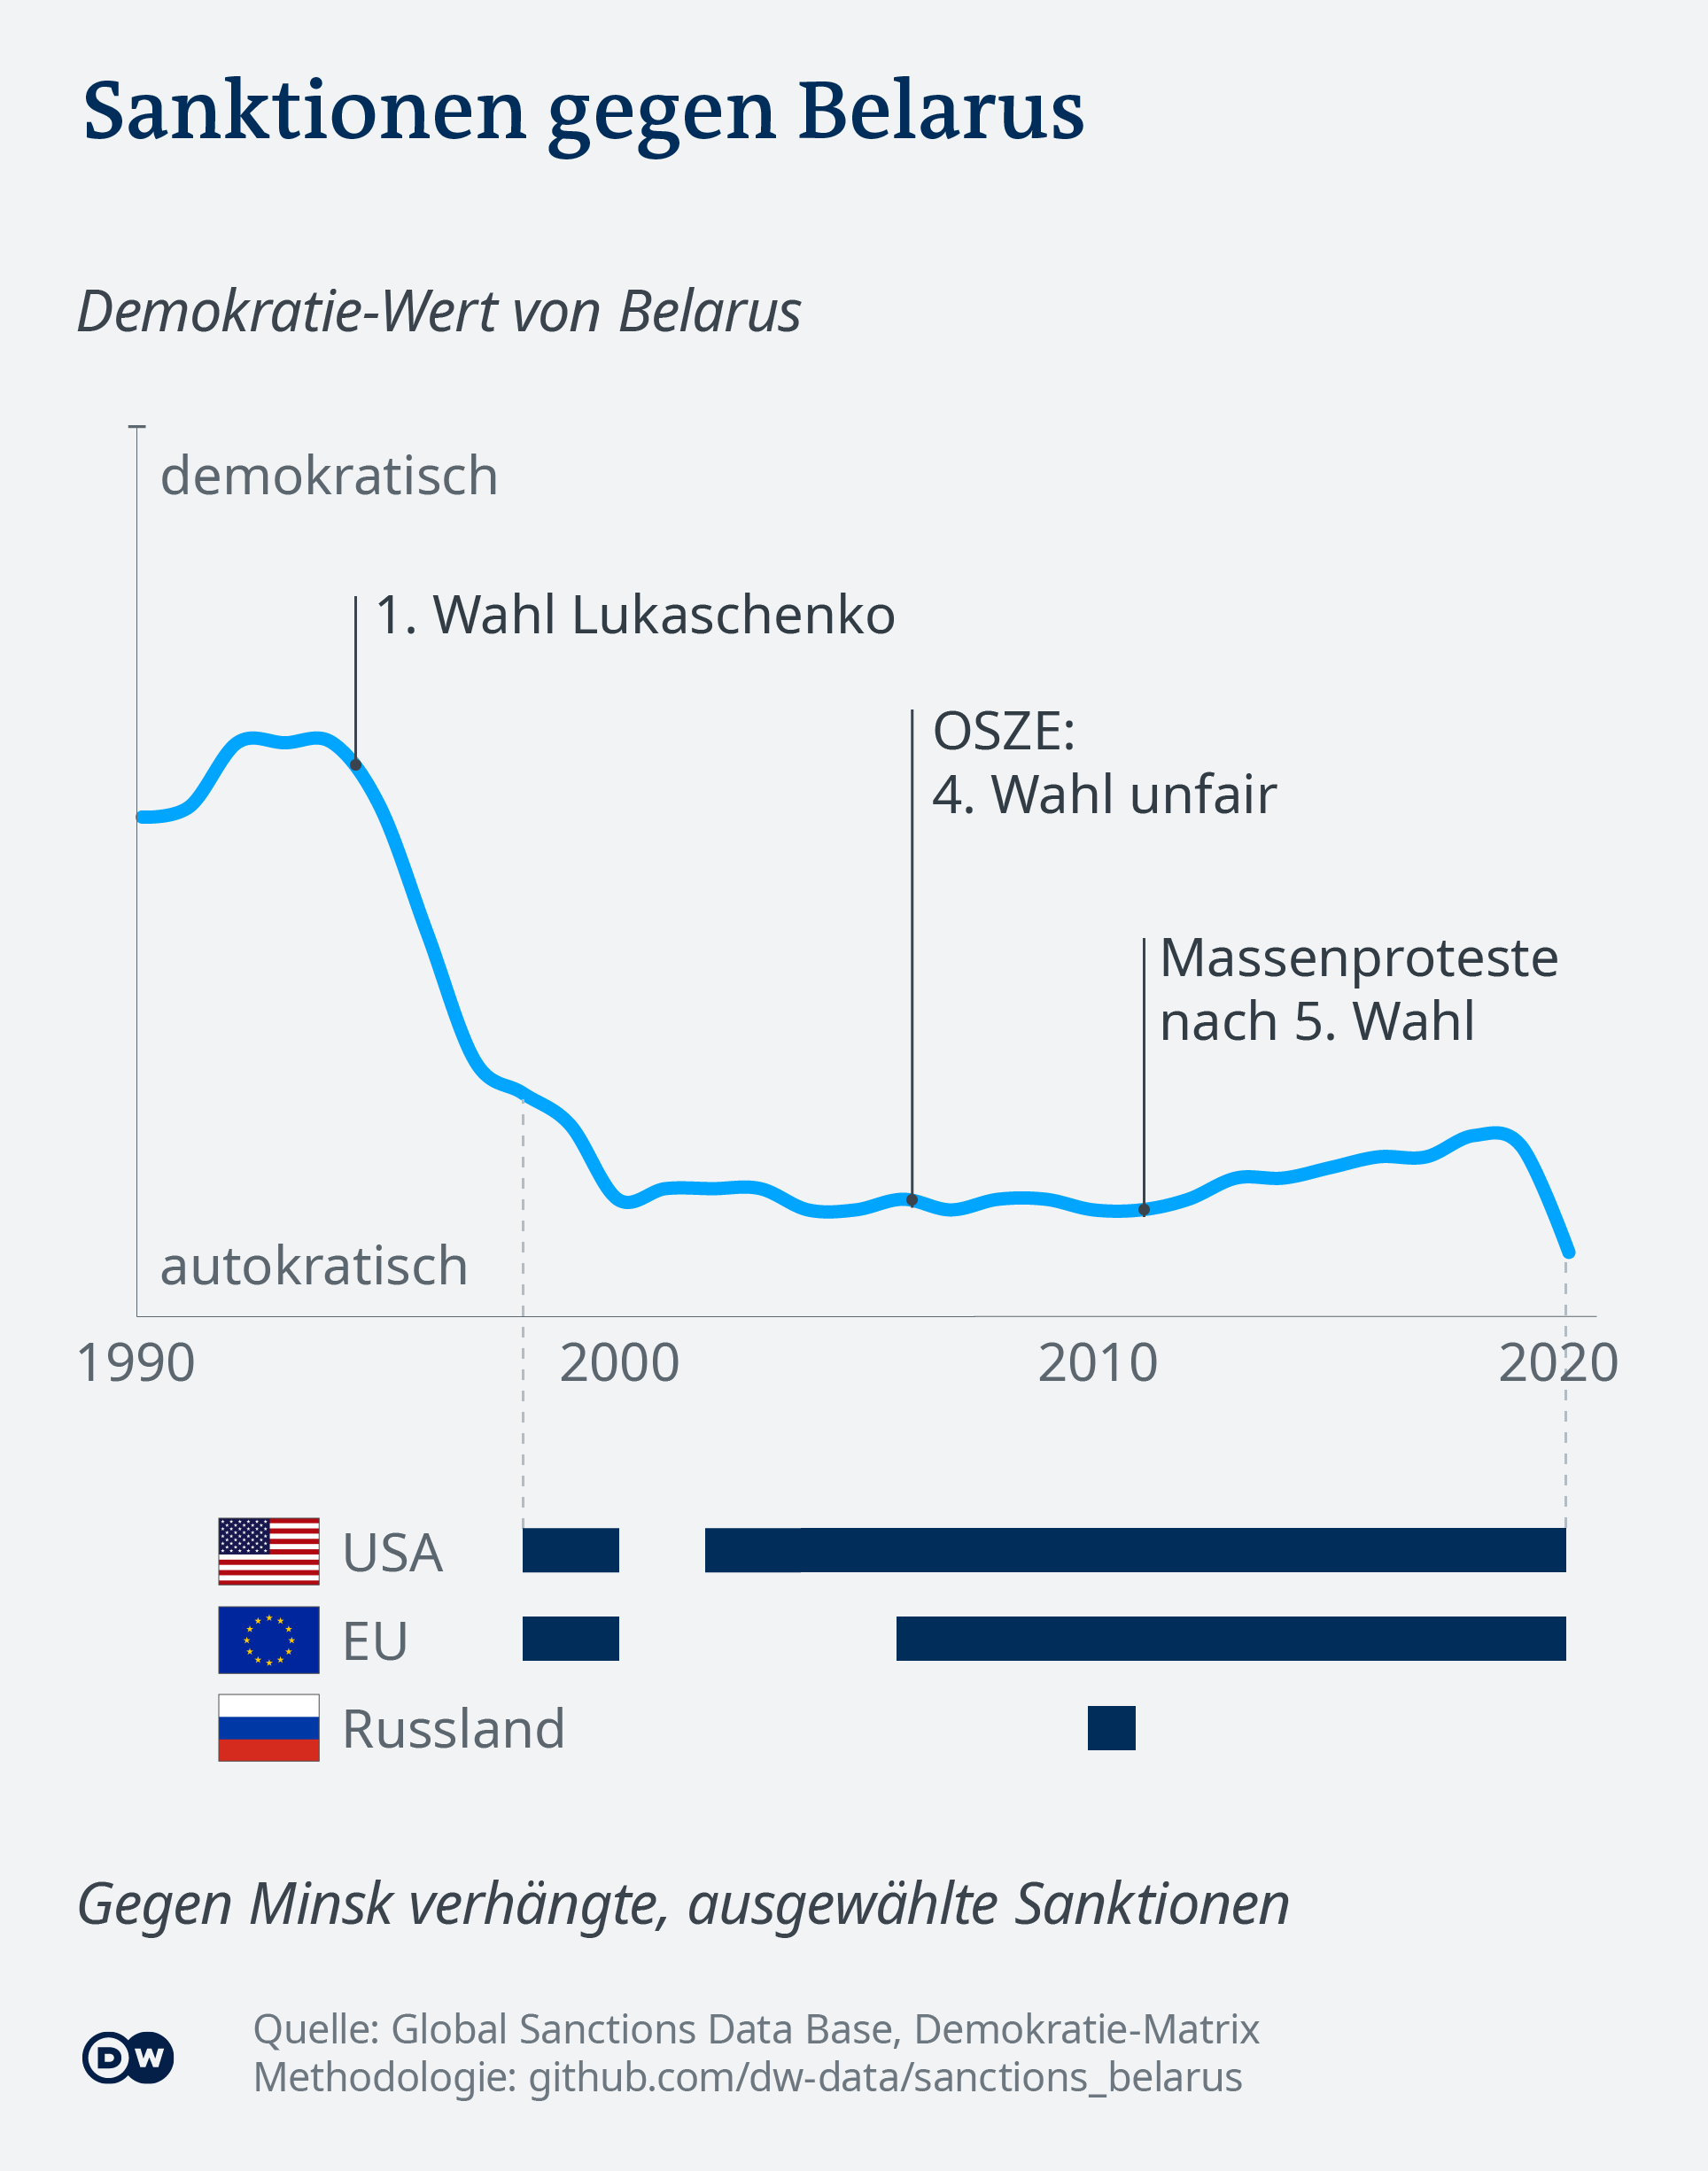 Sanktionen gegen Belarus
Demokratie-Wert von Belarus
demokratisch
1. Wahl Lukaschenko
OSZE:
4. Wahl unfair
Massenproteste
nach 5. Wahl
autokratisch
1990
2000
2010
2020
USA
EU
Russland
Gegen Minsk verhängte, ausgewählte Sanktionen
DW
Quelle: Global Sanctions Data Base, Demokratie-Matrix
Methodologie: github.com/dw-data/sanctions_belarus